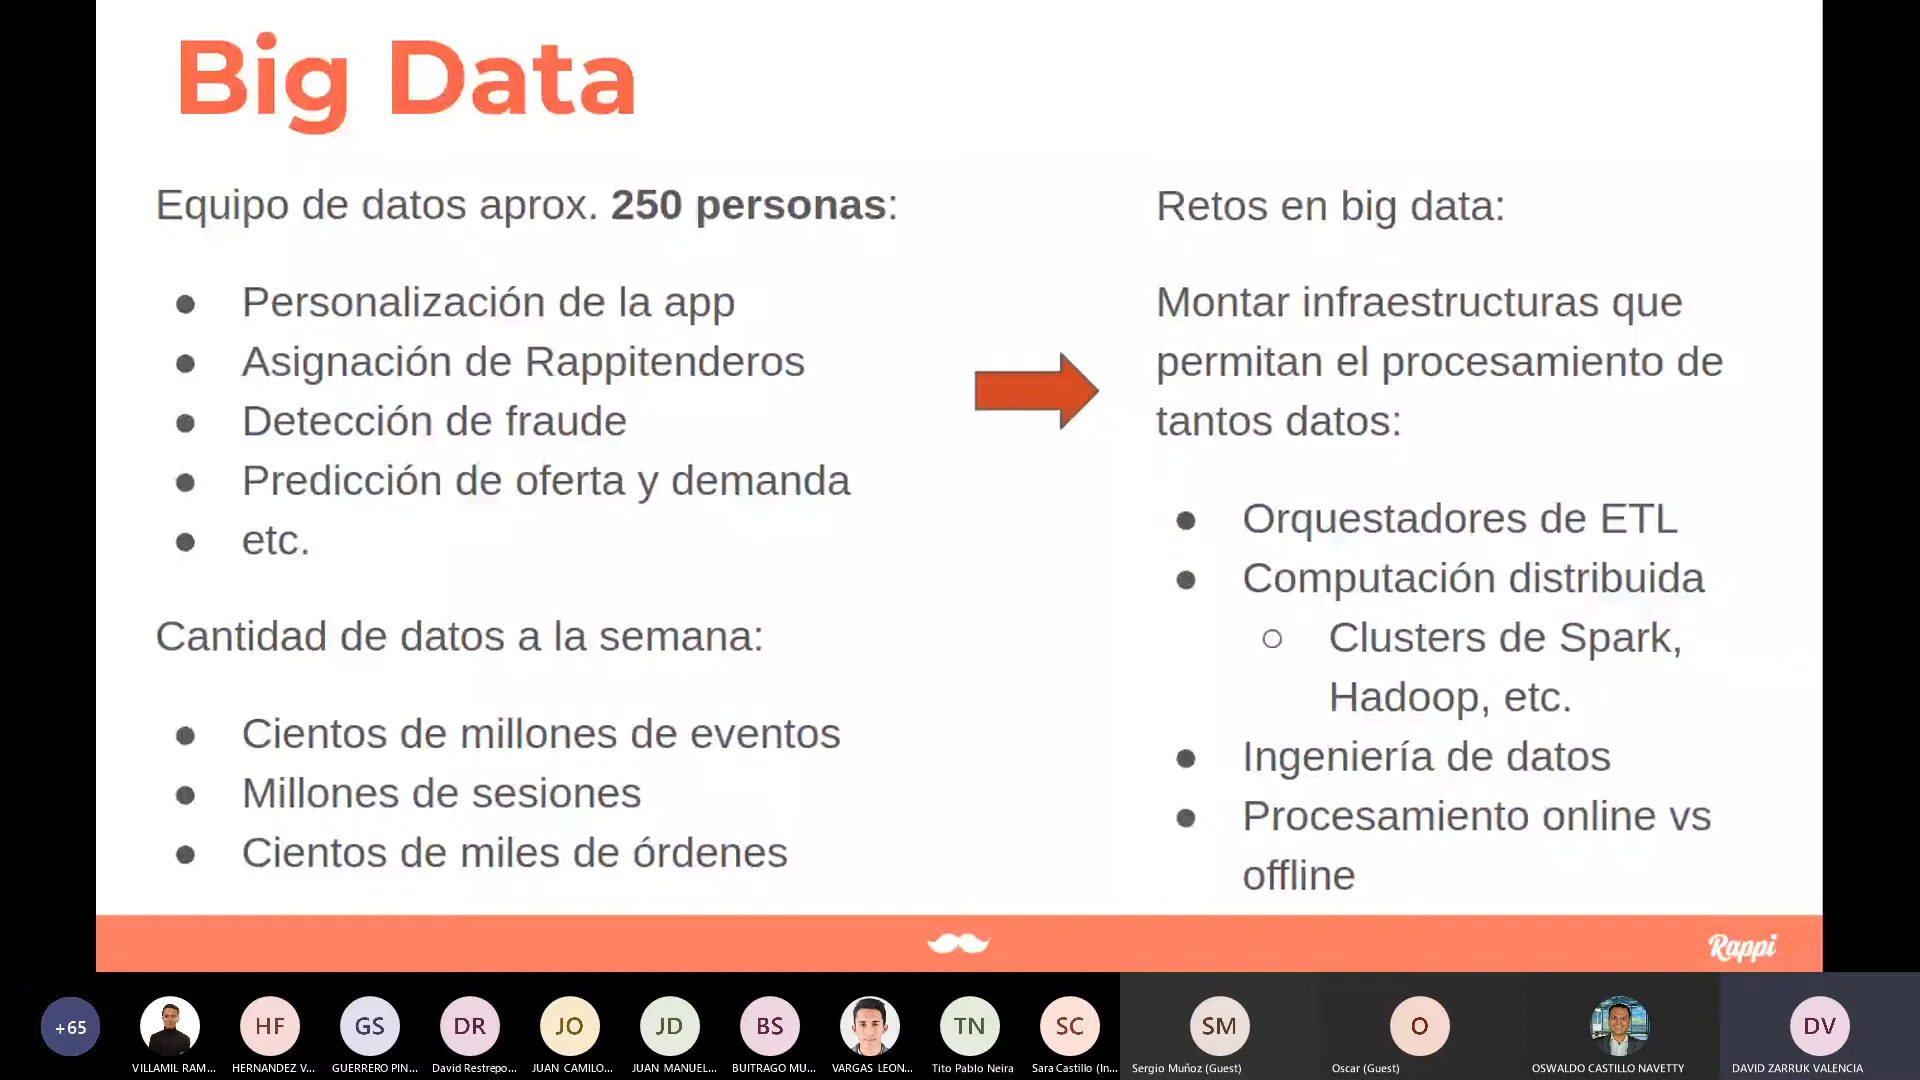 Big Data
Equipo de datos aprox. 250 personas:
● Personalización de la app
● Asignación de Rappitenderos
● Detección de fraude
● Predicción de oferta y demanda
● etc.
Cantidad de datos a la semana:
● Cientos de millones de eventos
● Millones de sesiones
● Cientos de miles de órdenes
Retos en big data:
Montar infraestructuras que
permitan el procesamiento de
tantos datos:
● Orquestadores de ETL
● Computación distribuida
○ Clusters de Spark,
Hadoop, etc.
● Ingeniería de datos
● Procesamiento online vs
offline
Rappi
+65
VILLAMIL RAM...
HF
HERNANDEZ V...
GS
GUERRERO PIN...
DR
David Restrepo...
JO
JUAN CAMILO...
JD
JUAN MANUEL...
BS
BUITRAGO MU...
VARGAS LEON...
TN
Tito Pablo Neira
SC
Sara Castillo (In...
SM
Sergio Muñoz (Guest)
O
Oscar (Guest)
OSWALDO CASTILLO NAVETTY
DV
DAVID ZARRUK VALENCIA